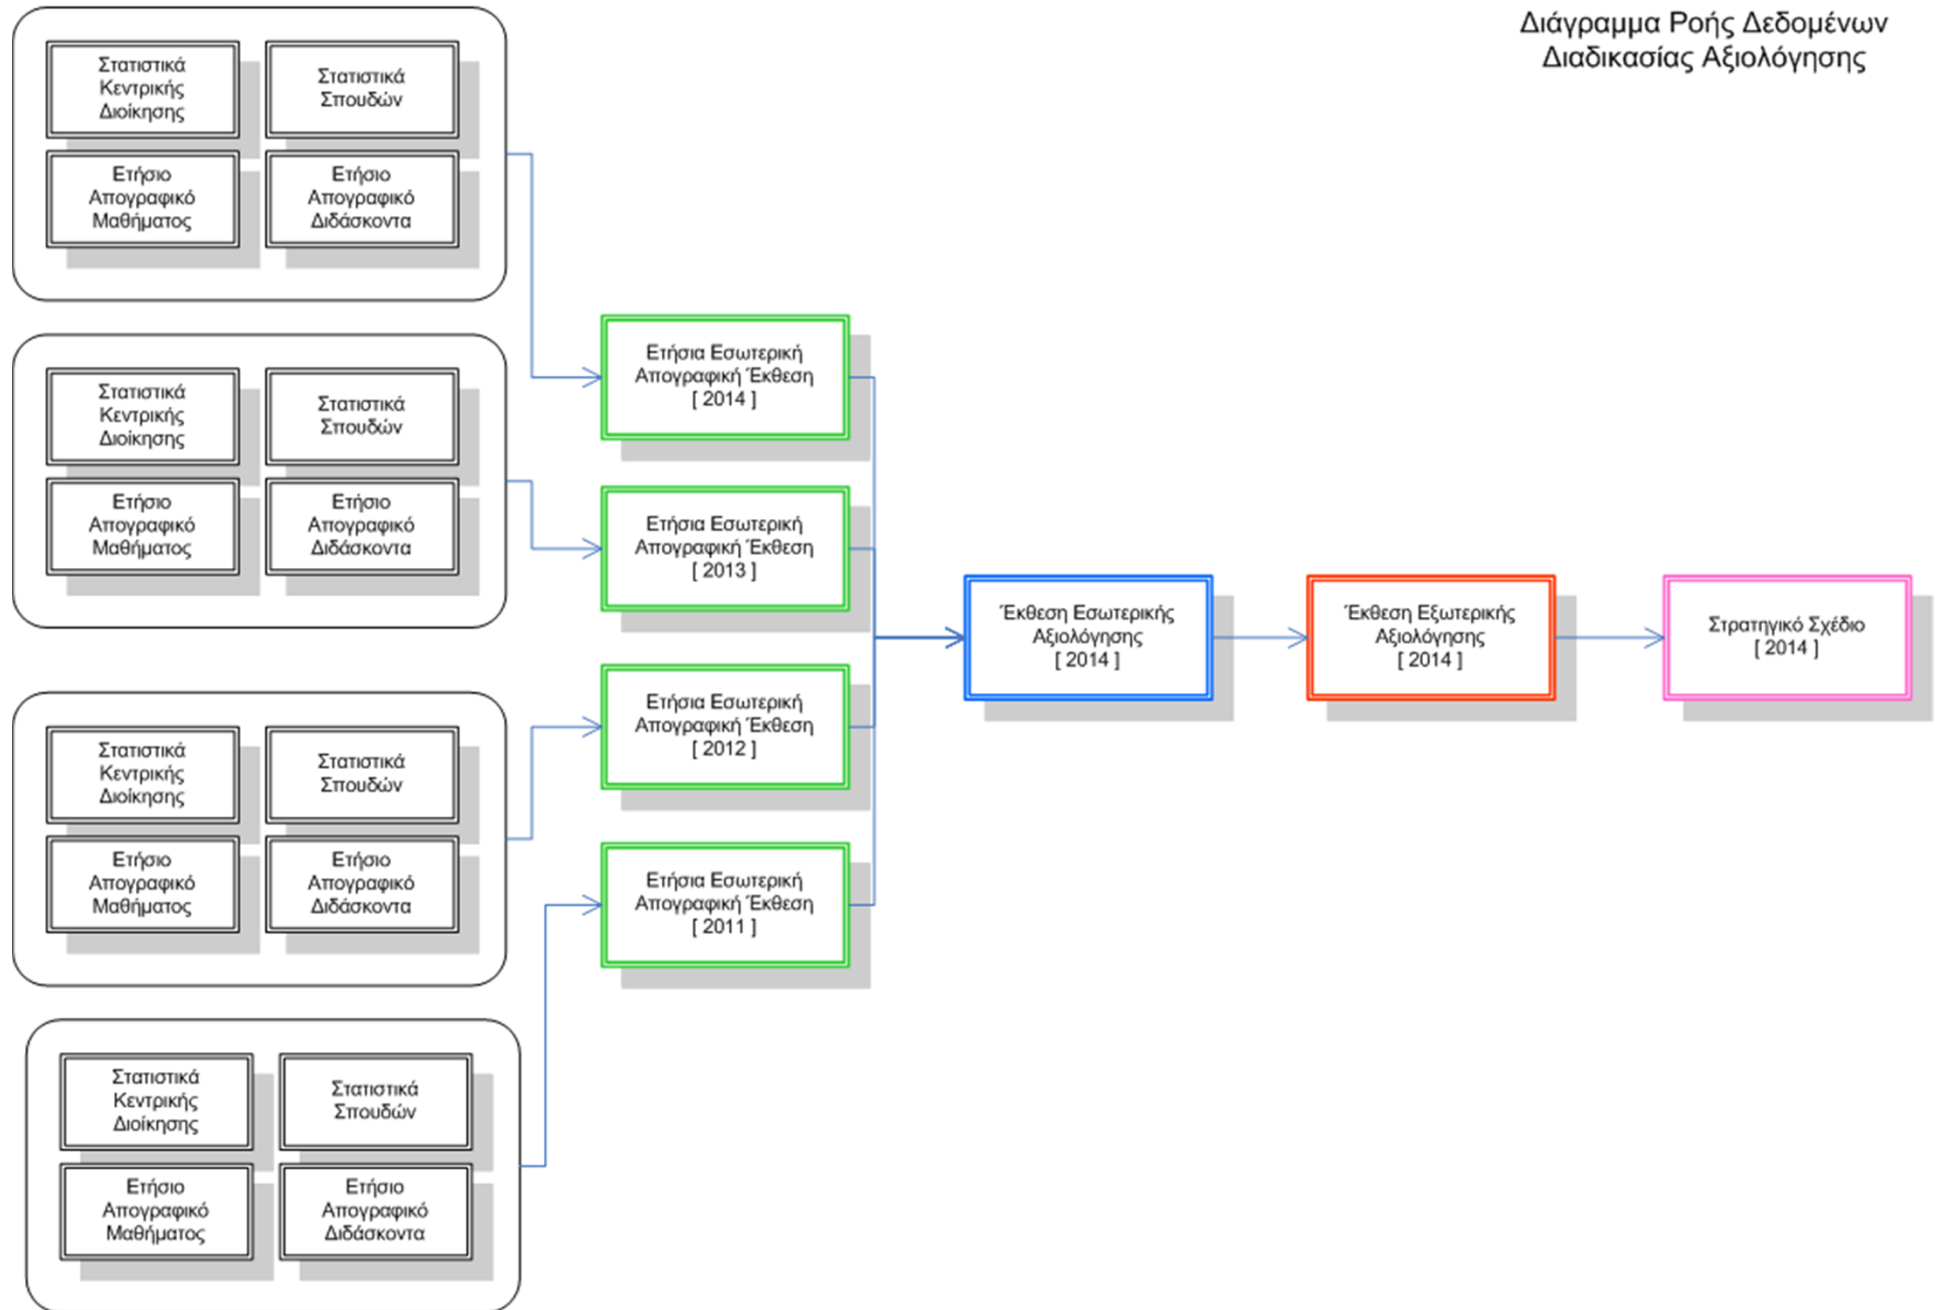 Διάγραμμα Ροής Δεδομένων
Διαδικασίας Αξιολόγησης
Στατιστικά
Κεντρικής
Διοίκησης
Στατιστικά
Σπουδών
Ετήσιο
Απογραφικό
Μαθήματος
Ετήσιο
Απογραφικό
Διδάσκοντα
Στατιστικά
Κεντρικής
Διοίκησης
Στατιστικά
Σπουδών
Ετήσιο
Απογραφικό
Μαθήματος
Ετήσιο
Απογραφικό
Διδάσκοντα
Στατιστικά
Κεντρικής
Διοίκησης
Στατιστικά
Σπουδών
Ετήσιο
Απογραφικό
Μαθήματος
Ετήσιο
Απογραφικό
Διδάσκοντα
Στατιστικά
Κεντρικής
Διοίκησης
Στατιστικά
Σπουδών
Ετήσιο
Απογραφικό
Μαθήματος
Ετήσιο
Απογραφικό
Διδάσκοντα
Ετήσια Εσωτερική
Απογραφική Έκθεση
[ 2014 ]
Ετήσια Εσωτερική
Απογραφική Έκθεση
[ 2013 ]
Ετήσια Εσωτερική
Απογραφική Έκθεση
[ 2012 ]
Ετήσια Εσωτερική
Απογραφική Έκθεση
[ 2011 ]
Έκθεση Εσωτερικής
Αξιολόγησης
[ 2014 ]
Έκθεση Εξωτερικής
Αξιολόγησης
[ 2014 ]
Στρατηγικό Σχέδιο
[ 2014 ]